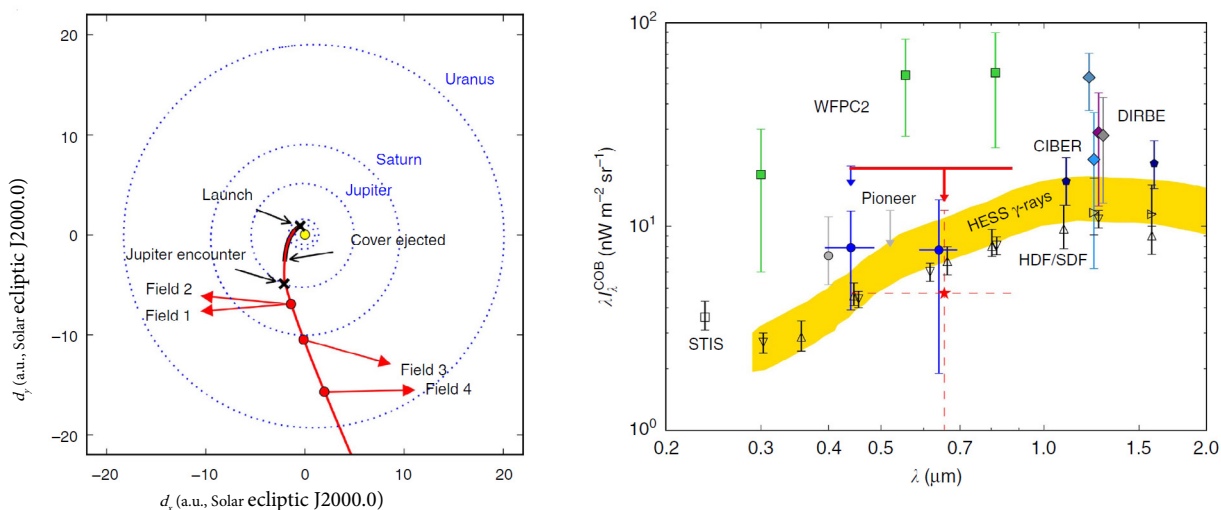 20
10
0
−10
−20
−20
−10
0
10
20
d_y (a.u., Solar ecliptic J2000.0)
d_x (a.u., Solar ecliptic J2000.0)
Uranus
Saturn
Jupiter
Launch
Cover ejected
Jupiter encounter
Field 2
Field 1
Field 3
Field 4
10²
10¹
10⁰
0.2
0.3
0.4
0.5
0.7
1.0
1.5
2.0
λI_λ^COB (nW m⁻² sr⁻¹)
λ (μm)
WFPC2
DIRBE
CIBER
Pioneer
HESS γ-rays
HDF/SDF
STIS